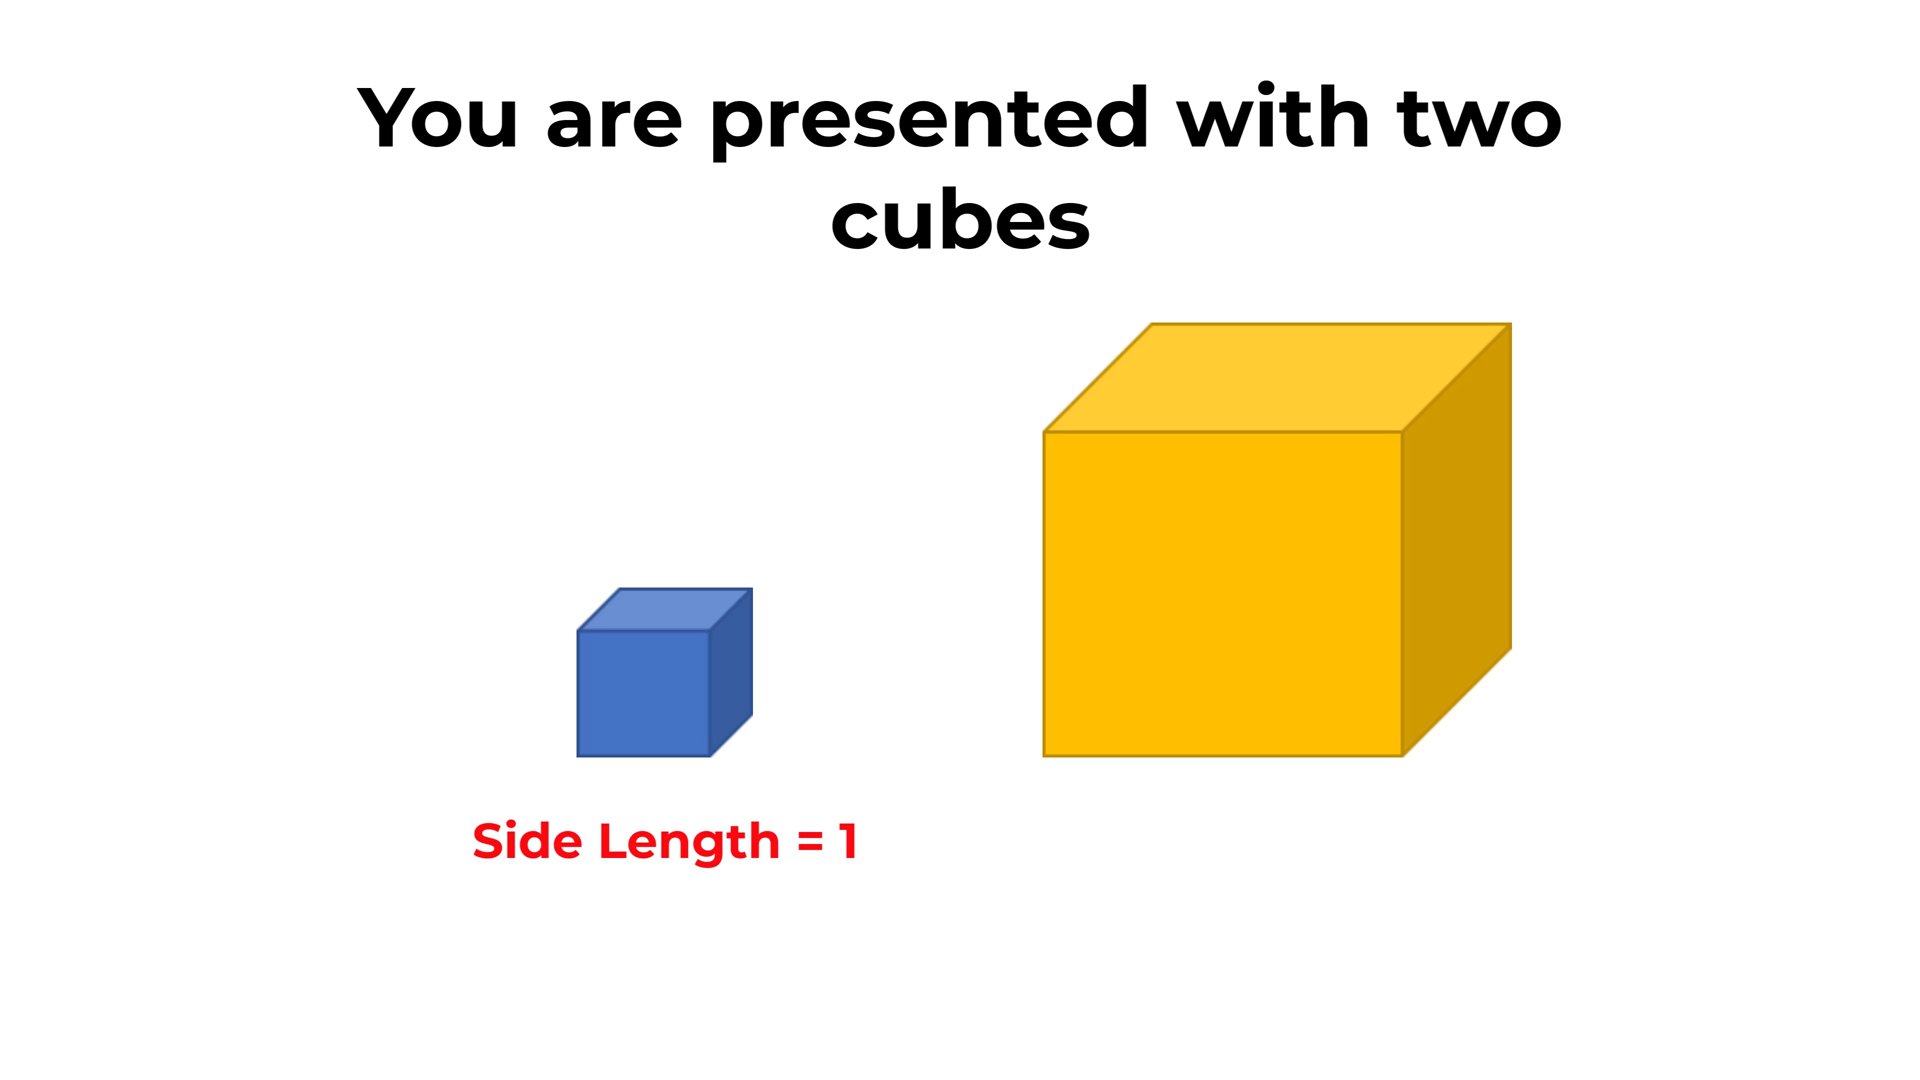 You are presented with two
cubes
Side Length = 1